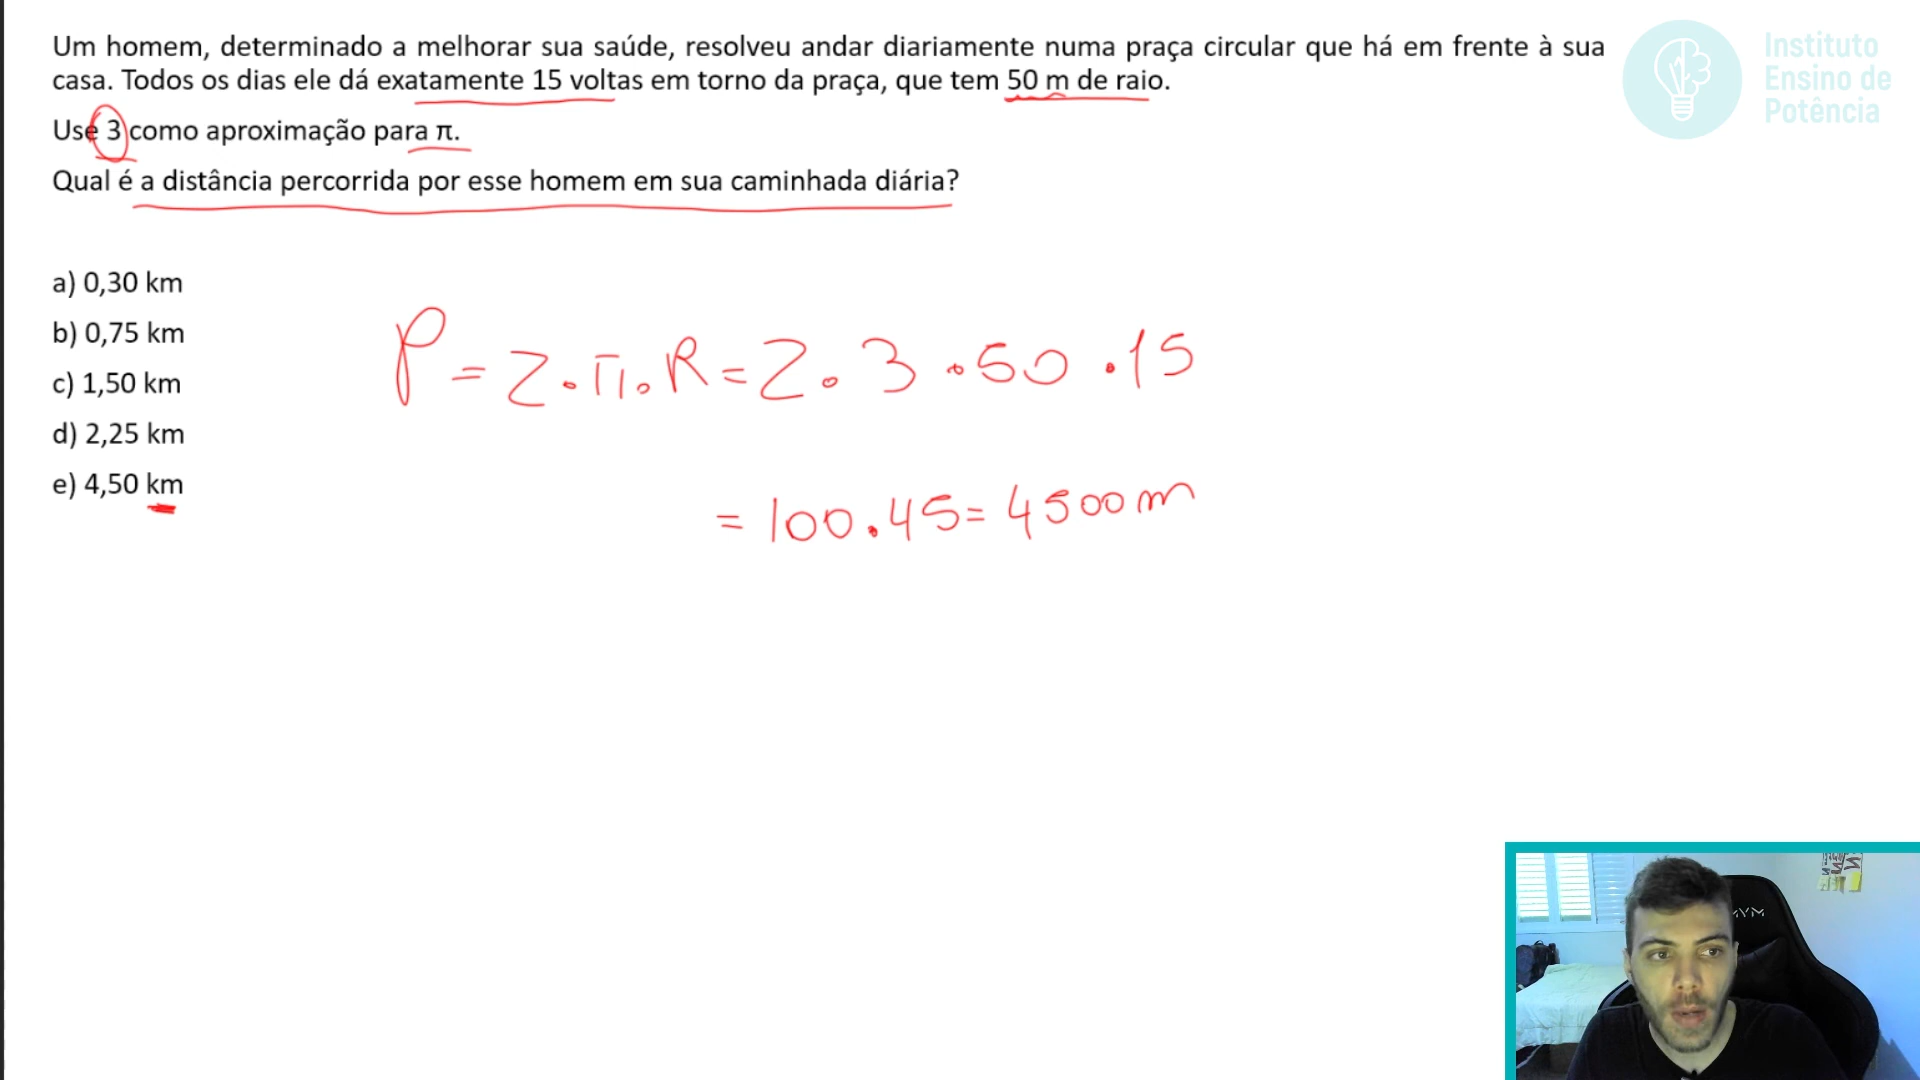 Um homem, determinado a melhorar sua saúde, resolveu andar diariamente numa praça circular que há em frente à sua
casa. Todos os dias ele dá exatamente 15 voltas em torno da praça, que tem 50 m de raio.
Use 3 como aproximação para π.
Qual é a distância percorrida por esse homem em sua caminhada diária?
a) 0,30 km
b) 0,75 km
c) 1,50 km
d) 2,25 km
e) 4,50 km
P = 2.π.R = 2.3.50.15
= 100.45 = 4500m
Instituto
Ensino de
Potência